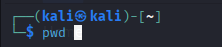 ┌──(kali㉿kali)-[~]
└─$ pwd